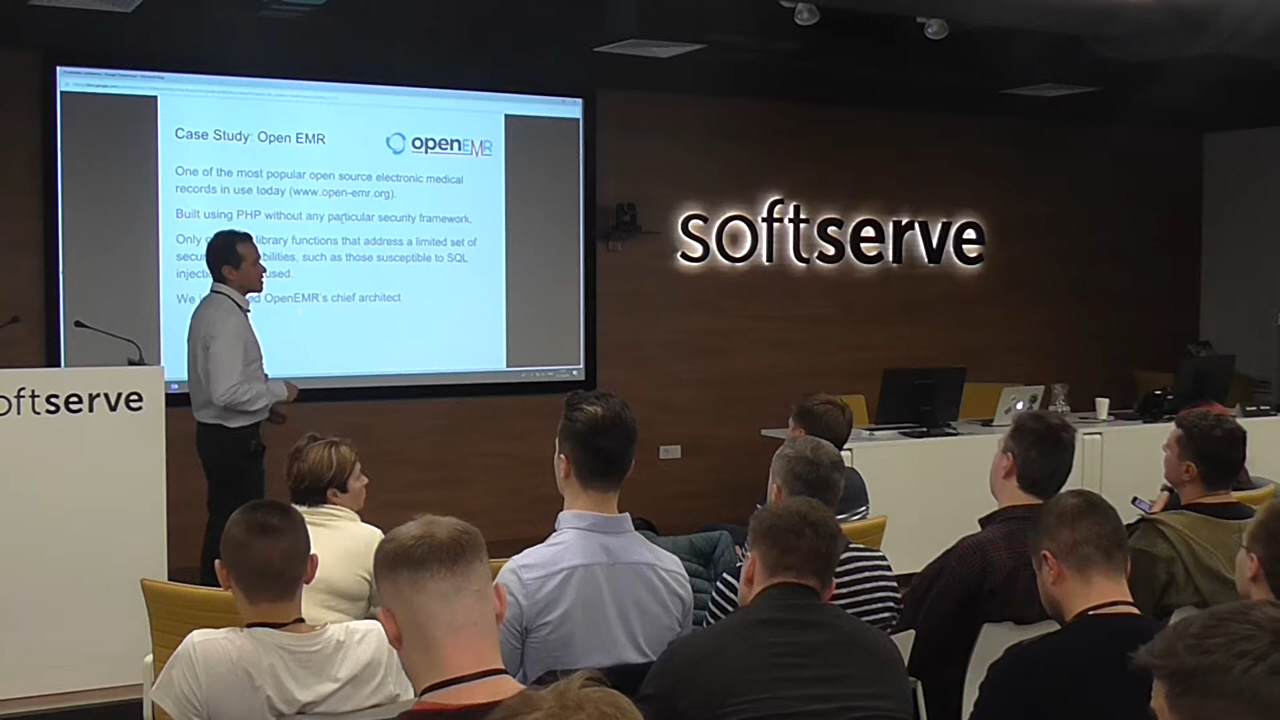 Case Study: Open EMR
openEMR
One of the most popular open source electronic medical
records in use today (www.open-emr.org).
Built using PHP without any particular security framework.
Only library functions that address a limited set of
such as those susceptible to SQL
used.
We OpenEMR's chief architect
softserve
oftserve